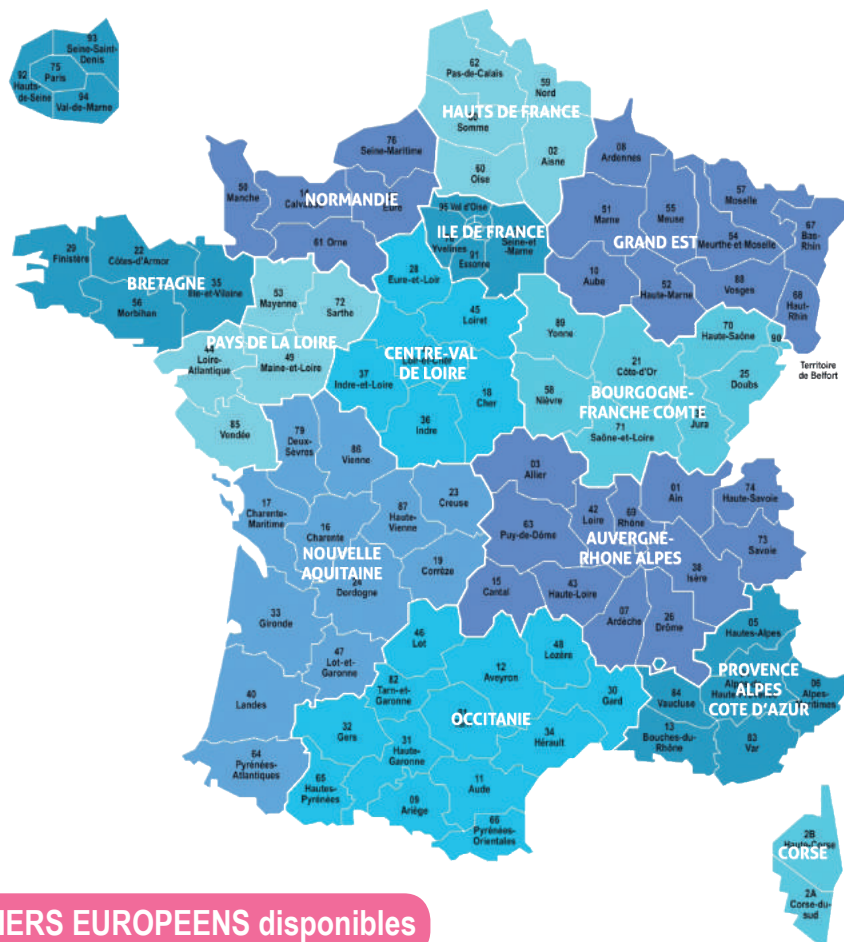 93
Seine-Saint-
Denis
75
Paris
92
Hauts-
de-Seine
94
Val-de-Marne
62
Pas-de-Calais
59
Nord
HAUTS DE FRANCE
Somme
02
Aisne
60
Oise
76
Seine-Maritime
08
Ardennes
50
Manche
NORMANDIE
Eure
61 Orne
95 Val d'Oise
ILE DE FRANCE
Yvelines
91
Essonne
Seine-et-
Marne
51
Marne
55
Meuse
57
Moselle
54
Meurthe et Moselle
67
Bas-
Rhin
GRAND EST
10
Aube
52
Haute-Marne
88
Vosges
68
Haut-
Rhin
29
Finistère
22
Côtes-d'Armor
BRETAGNE
35
Ille-et-Vilaine
56
Morbihan
53
Mayenne
72
Sarthe
PAYS DE LA LOIRE
Loire-
Atlantique
49
Maine-et-Loire
85
Vendée
28
Eure-et-Loir
45
Loiret
CENTRE-VAL
DE LOIRE
37
Indre-et-Loire
18
Cher
36
Indre
89
Yonne
21
Côte-d'Or
70
Haute-Saône
90
Territoire
de Belfort
25
Doubs
58
Nièvre
BOURGOGNE-
FRANCHE COMTE
Jura
71
Saône-et-Loire
79
Deux-
Sèvres
86
Vienne
17
Charente-
Maritime
16
Charente
87
Haute-
Vienne
23
Creuse
NOUVELLE
AQUITAINE
19
Corrèze
24
Dordogne
33
Gironde
47
Lot-et-
Garonne
40
Landes
64
Pyrénées-
Atlantiques
03
Allier
63
Puy-de-Dôme
42
Loire
69
Rhône
01
Ain
74
Haute-Savoie
73
Savoie
AUVERGNE-
RHONE ALPES
38
Isère
15
Cantal
43
Haute-Loire
07
Ardèche
26
Drôme
05
Hautes-Alpes
PROVENCE
ALPES
COTE D'AZUR
06
Alpes-
Maritimes
84
Vaucluse
13
Bouches-du-
Rhône
83
Var
46
Lot
48
Lozère
12
Aveyron
82
Tarn-et-
Garonne
30
Gard
OCCITANIE
32
Gers
31
Haute-
Garonne
34
Hérault
65
Hautes-
Pyrénées
09
Ariège
11
Aude
66
Pyrénées-
Orientales
2B
Haute-Corse
CORSE
2A
Corse-du-
sud
IERS EUROPEENS disponibles